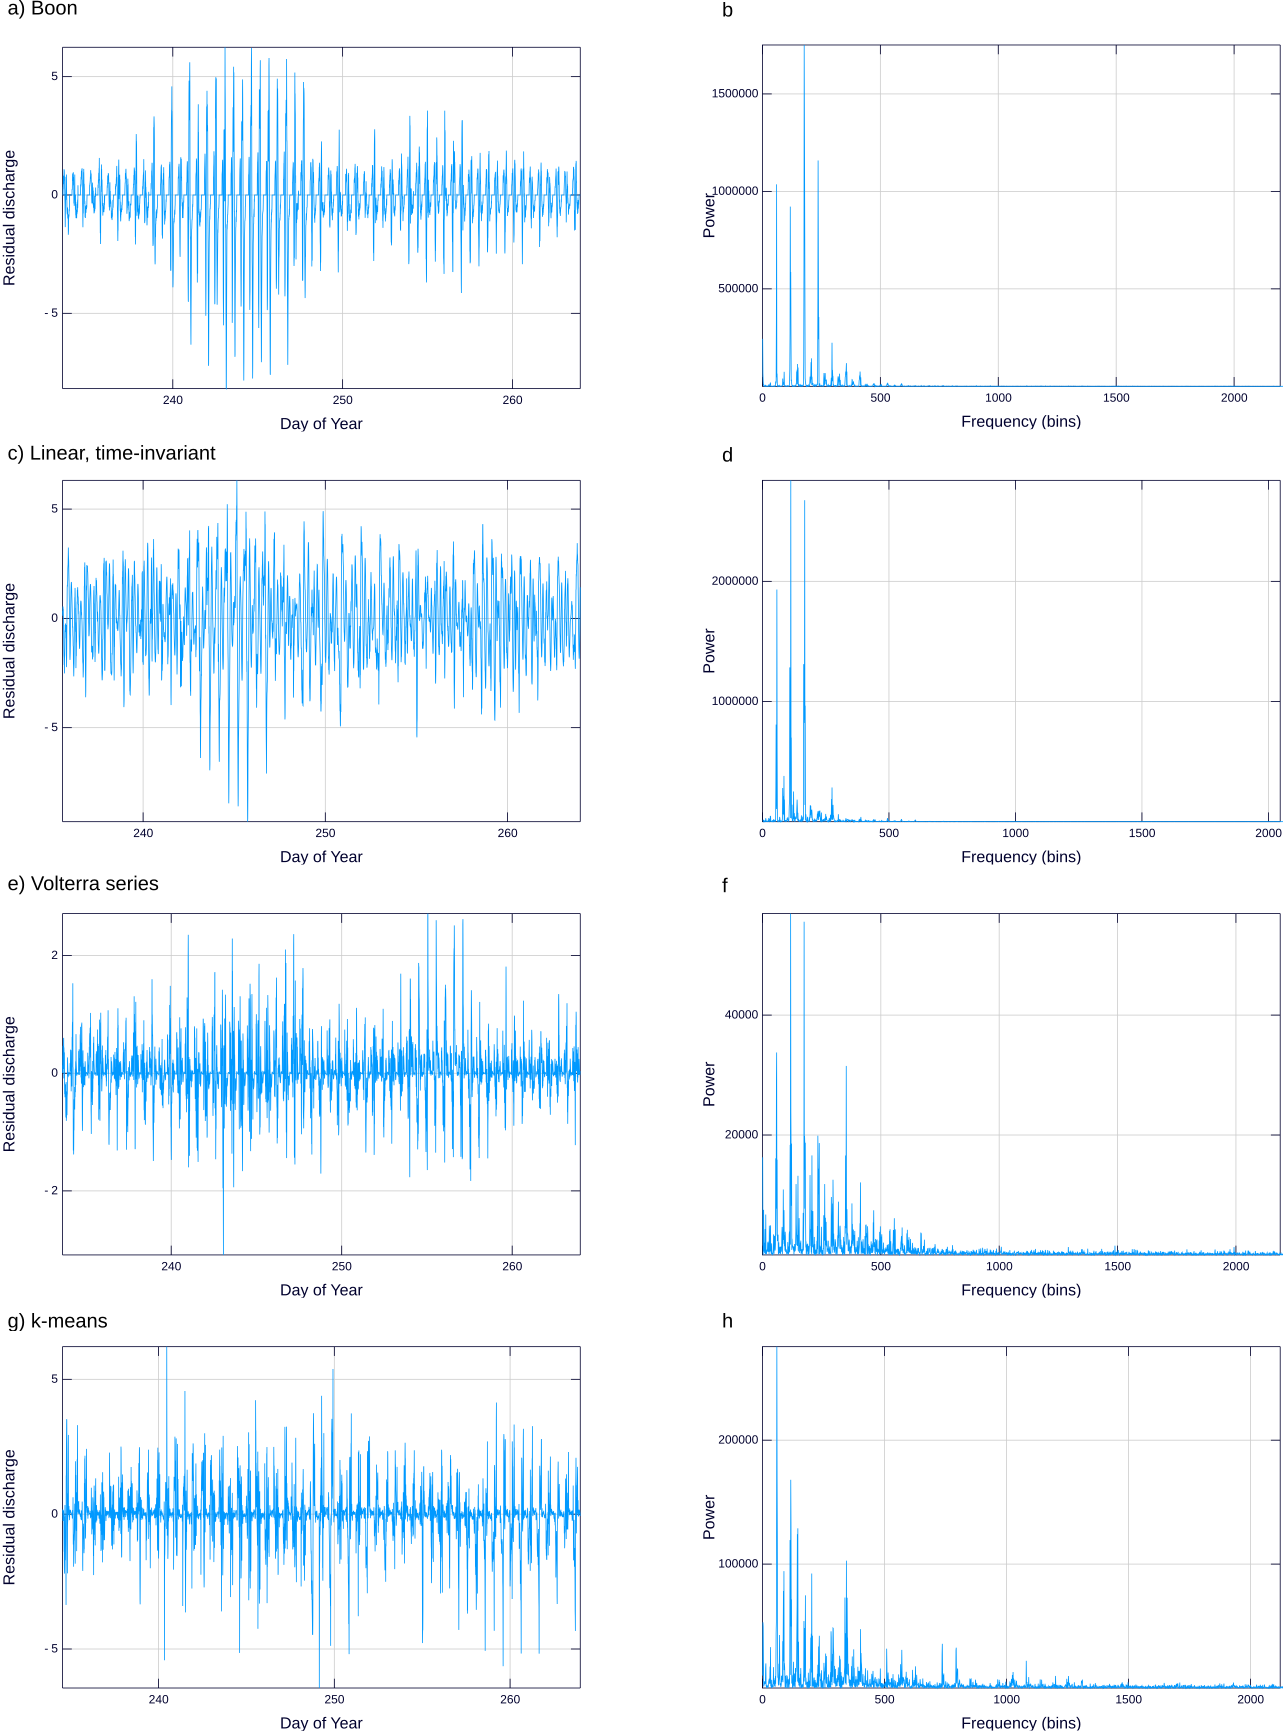 a) Boon
b
5
0
- 5
240
250
260
Residual discharge
Day of Year
1500000
1000000
500000
0
500
1000
1500
2000
Power
Frequency (bins)
c) Linear, time-invariant
d
5
0
- 5
240
250
260
Residual discharge
Day of Year
2000000
1000000
0
500
1000
1500
2000
Power
Frequency (bins)
e) Volterra series
f
2
0
- 2
240
250
260
Residual discharge
Day of Year
40000
20000
0
500
1000
1500
2000
Power
Frequency (bins)
g) k-means
h
5
0
- 5
240
250
260
Residual discharge
Day of Year
200000
100000
0
500
1000
1500
2000
Power
Frequency (bins)